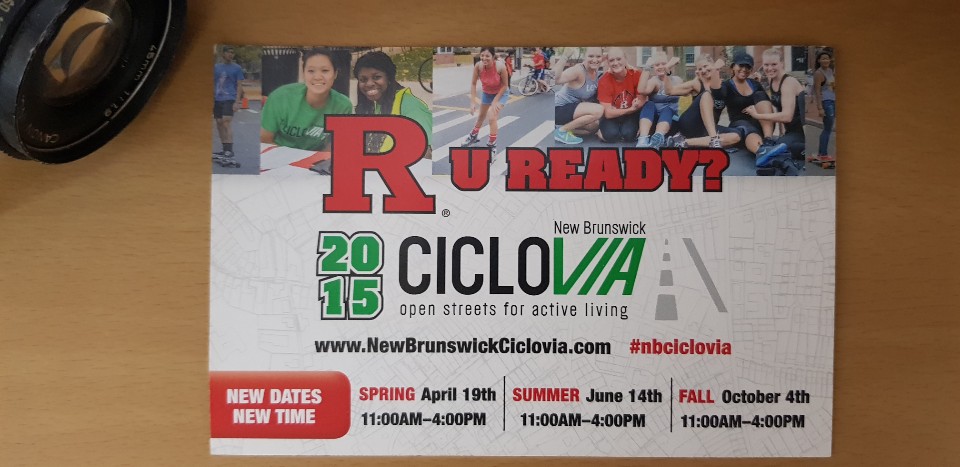 CICLOVIA
R® U READY?
2015
New Brunswick
CICLOVIA
open streets for active living
www.NewBrunswickCiclovia.com #nbciclovia
NEW DATES
NEW TIME
SPRING April 19th
11:00AM–4:00PM
SUMMER June 14th
11:00AM–4:00PM
FALL October 4th
11:00AM–4:00PM